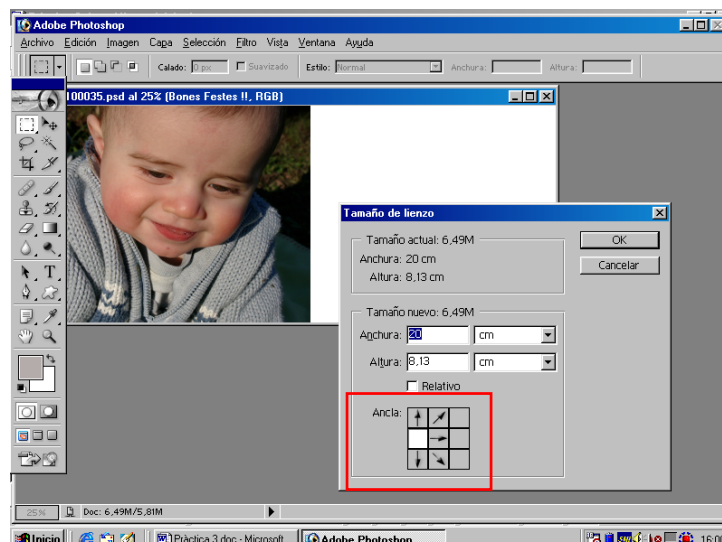 Adobe Photoshop
Archivo Edición Imagen Capa Selección Filtro Vista Ventana Ayuda
Calado: 0 px Suavizado Estilo: Normal Anchura: Altura:
100035.psd al 25% (Bones Festes !!, RGB)
Tamaño de lienzo
Tamaño actual: 6,49M
OK
Anchura: 20 cm
Cancelar
Altura: 8,13 cm
Tamaño nuevo: 6,49M
Anchura: 20 cm
Altura: 8,13 cm
Relativo
Ancla:
25% Doc: 6,49M/5,81M
Inicio Pràctica 3.doc - Microsoft Adobe Photoshop